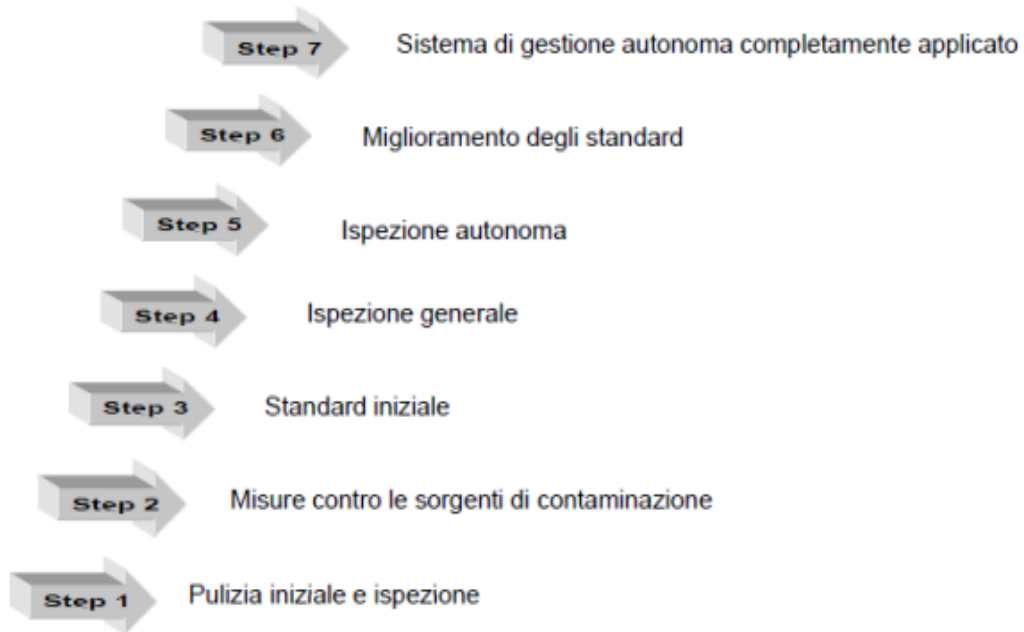 Step 7 Sistema di gestione autonoma completamente applicato
Step 6 Miglioramento degli standard
Step 5 Ispezione autonoma
Step 4 Ispezione generale
Step 3 Standard iniziale
Step 2 Misure contro le sorgenti di contaminazione
Step 1 Pulizia iniziale e ispezione